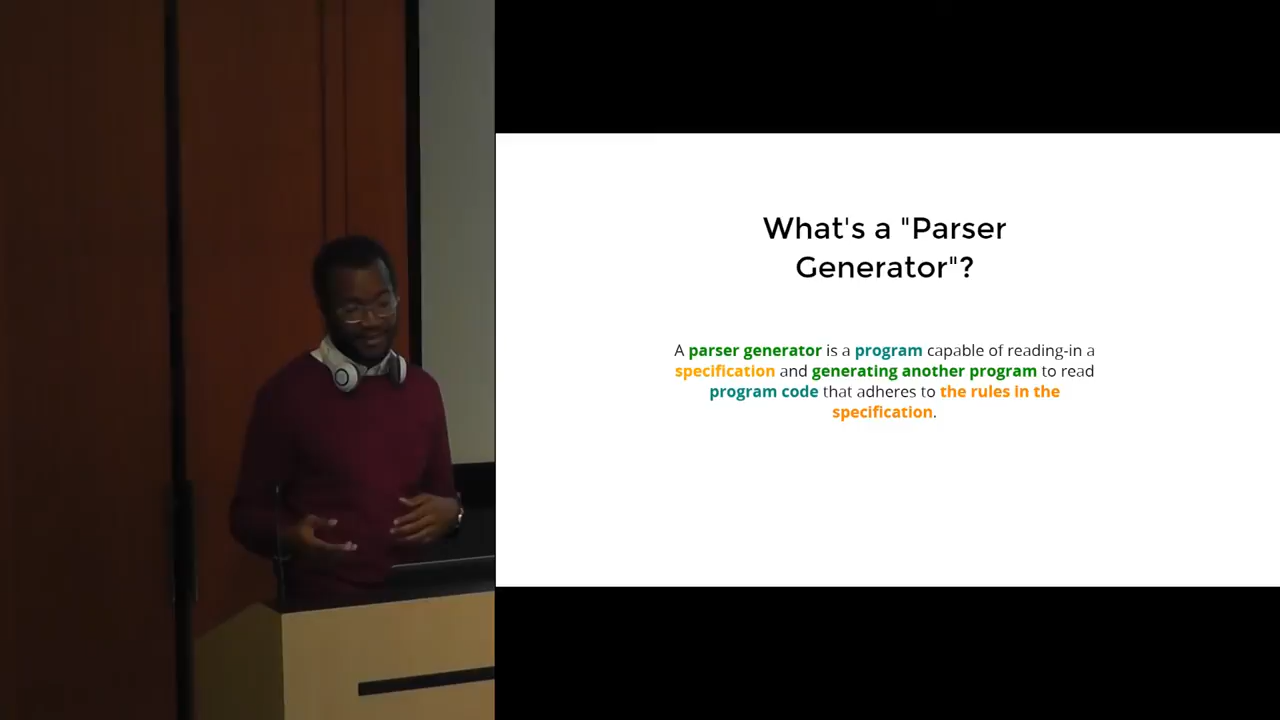 What's a "Parser
Generator"?
A parser generator is a program capable of reading-in a
specification and generating another program to read
program code that adheres to the rules in the
specification.